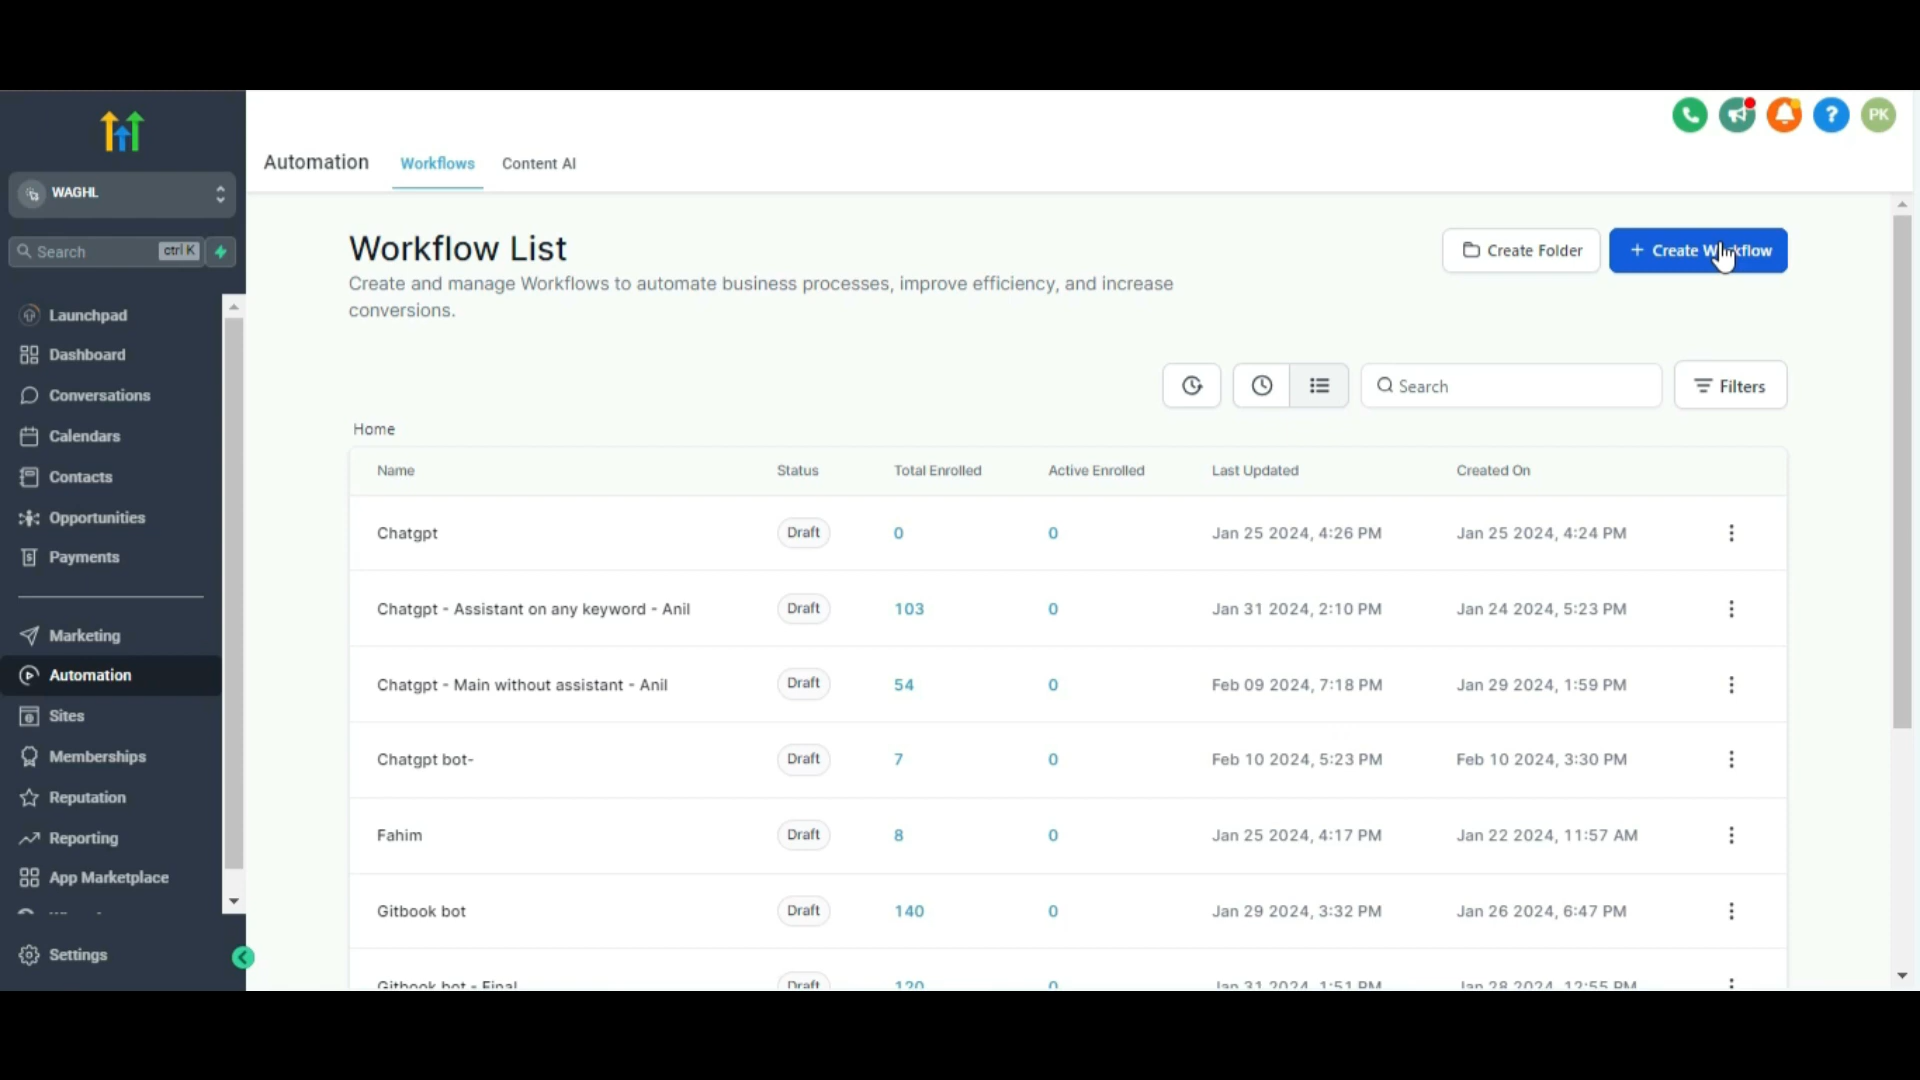 WAGHL
Search ctrl K
Launchpad
Dashboard
Conversations
Calendars
Contacts
Opportunities
Payments
Marketing
Automation
Sites
Memberships
Reputation
Reporting
App Marketplace
Settings
PK
Automation Workflows Content AI
Workflow List
Create and manage Workflows to automate business processes, improve efficiency, and increase
conversions.
Create Folder
+ Create Workflow
Search
Filters
Home
Name Status Total Enrolled Active Enrolled Last Updated Created On
Chatgpt Draft 0 0 Jan 25 2024, 4:26 PM Jan 25 2024, 4:24 PM
Chatgpt - Assistant on any keyword - Anil Draft 103 0 Jan 31 2024, 2:10 PM Jan 24 2024, 5:23 PM
Chatgpt - Main without assistant - Anil Draft 54 0 Feb 09 2024, 7:18 PM Jan 29 2024, 1:59 PM
Chatgpt bot- Draft 7 0 Feb 10 2024, 5:23 PM Feb 10 2024, 3:30 PM
Fahim Draft 8 0 Jan 25 2024, 4:17 PM Jan 22 2024, 11:57 AM
Gitbook bot Draft 140 0 Jan 29 2024, 3:32 PM Jan 26 2024, 6:47 PM
Gitbook bot - Final Draft 120 0 Jan 31 2024, 1:51 PM Jan 28 2024, 12:55 PM